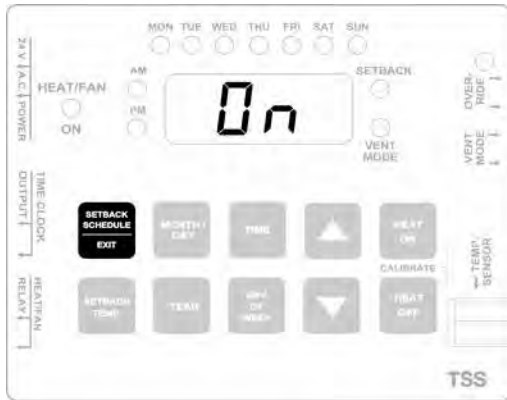 MON TUE WED THU FRI SAT SUN
24 V A.C. POWER
HEAT/FAN
ON
AM
PM
On
SETBACK
VENT
MODE
OVER-
RIDE
VENT
MODE
TIME CLOCK
OUTPUT
SETBACK
SCHEDULE
EXIT
MONTH /
DAY
TIME
HEAT
ON
CALIBRATE
TEMP/
SENSOR
HEAT/FAN
RELAY
SETBACK
TEMP
YEAR
DAY
OF
WEEK
HEAT
OFF
TSS